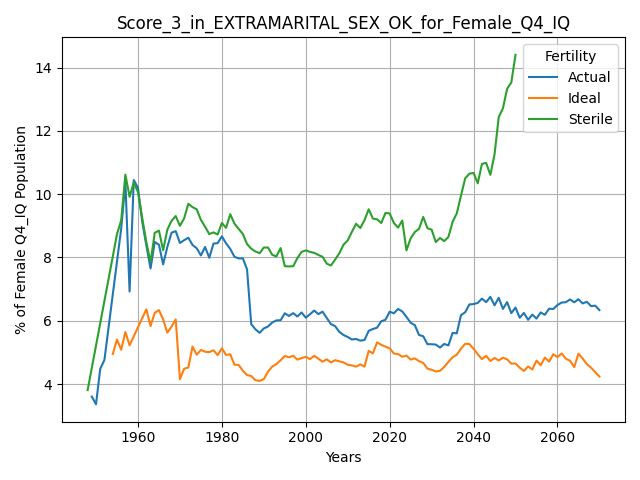 Score_3_in_EXTRAMARITAL_SEX_OK_for_Female_Q4_IQ
Fertility
Actual
Ideal
Sterile
% of Female Q4_IQ Population
14
12
10
8
6
4
1960
1980
2000
2020
2040
2060
Years